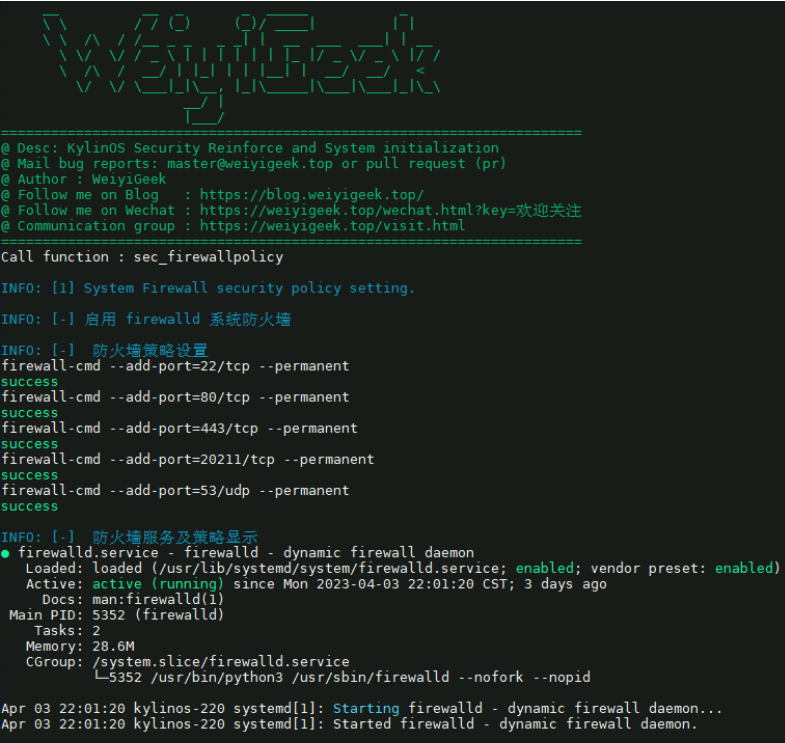 WeiyiGeek
==========================================================================
@ Desc: KylinOS Security Reinforce and System initialization
@ Mail bug reports: master@weiyigeek.top or pull request (pr)
@ Author : WeiyiGeek
@ Follow me on Blog   : https://blog.weiyigeek.top/
@ Follow me on Wechat : https://weiyigeek.top/wechat.html?key=欢迎关注
@ Communication group : https://weiyigeek.top/visit.html
==========================================================================
Call function : sec_firewallpolicy
INFO: [1] System Firewall security policy setting.
INFO: [-] 启用 firewalld 系统防火墙
INFO: [-]  防火墙策略设置
firewall-cmd --add-port=22/tcp --permanent
success
firewall-cmd --add-port=80/tcp --permanent
success
firewall-cmd --add-port=443/tcp --permanent
success
firewall-cmd --add-port=20211/tcp --permanent
success
firewall-cmd --add-port=53/udp --permanent
success
INFO: [-]  防火墙服务及策略显示
● firewalld.service - firewalld - dynamic firewall daemon
   Loaded: loaded (/usr/lib/systemd/system/firewalld.service; enabled; vendor preset: enabled)
   Active: active (running) since Mon 2023-04-03 22:01:20 CST; 3 days ago
     Docs: man:firewalld(1)
 Main PID: 5352 (firewalld)
    Tasks: 2
   Memory: 28.6M
   CGroup: /system.slice/firewalld.service
           └─5352 /usr/bin/python3 /usr/sbin/firewalld --nofork --nopid
Apr 03 22:01:20 kylinos-220 systemd[1]: Starting firewalld - dynamic firewall daemon...
Apr 03 22:01:20 kylinos-220 systemd[1]: Started firewalld - dynamic firewall daemon.